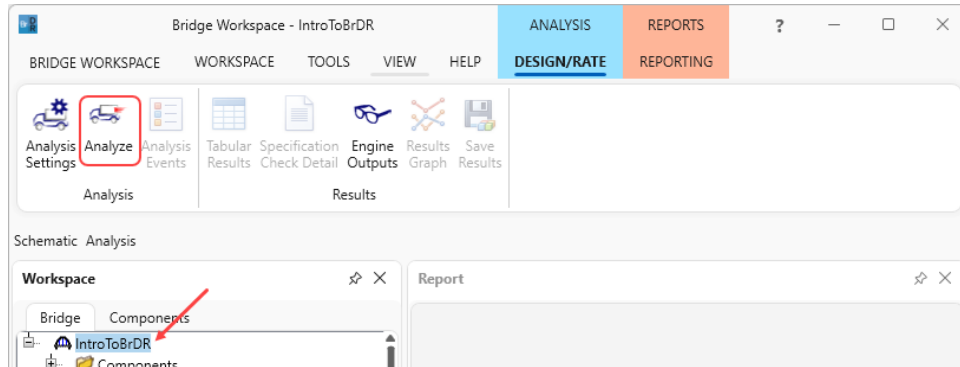 Bridge Workspace - IntroToBrDR ANALYSIS REPORTS ?
BRIDGE WORKSPACE WORKSPACE TOOLS VIEW HELP DESIGN/RATE REPORTING
Analysis Analyze Analysis Tabular Specification Engine Results Save
Settings Events Results Check Detail Outputs Graph Results
Analysis Results
Schematic Analysis
Workspace Report
Bridge Components
IntroToBrDR
Components